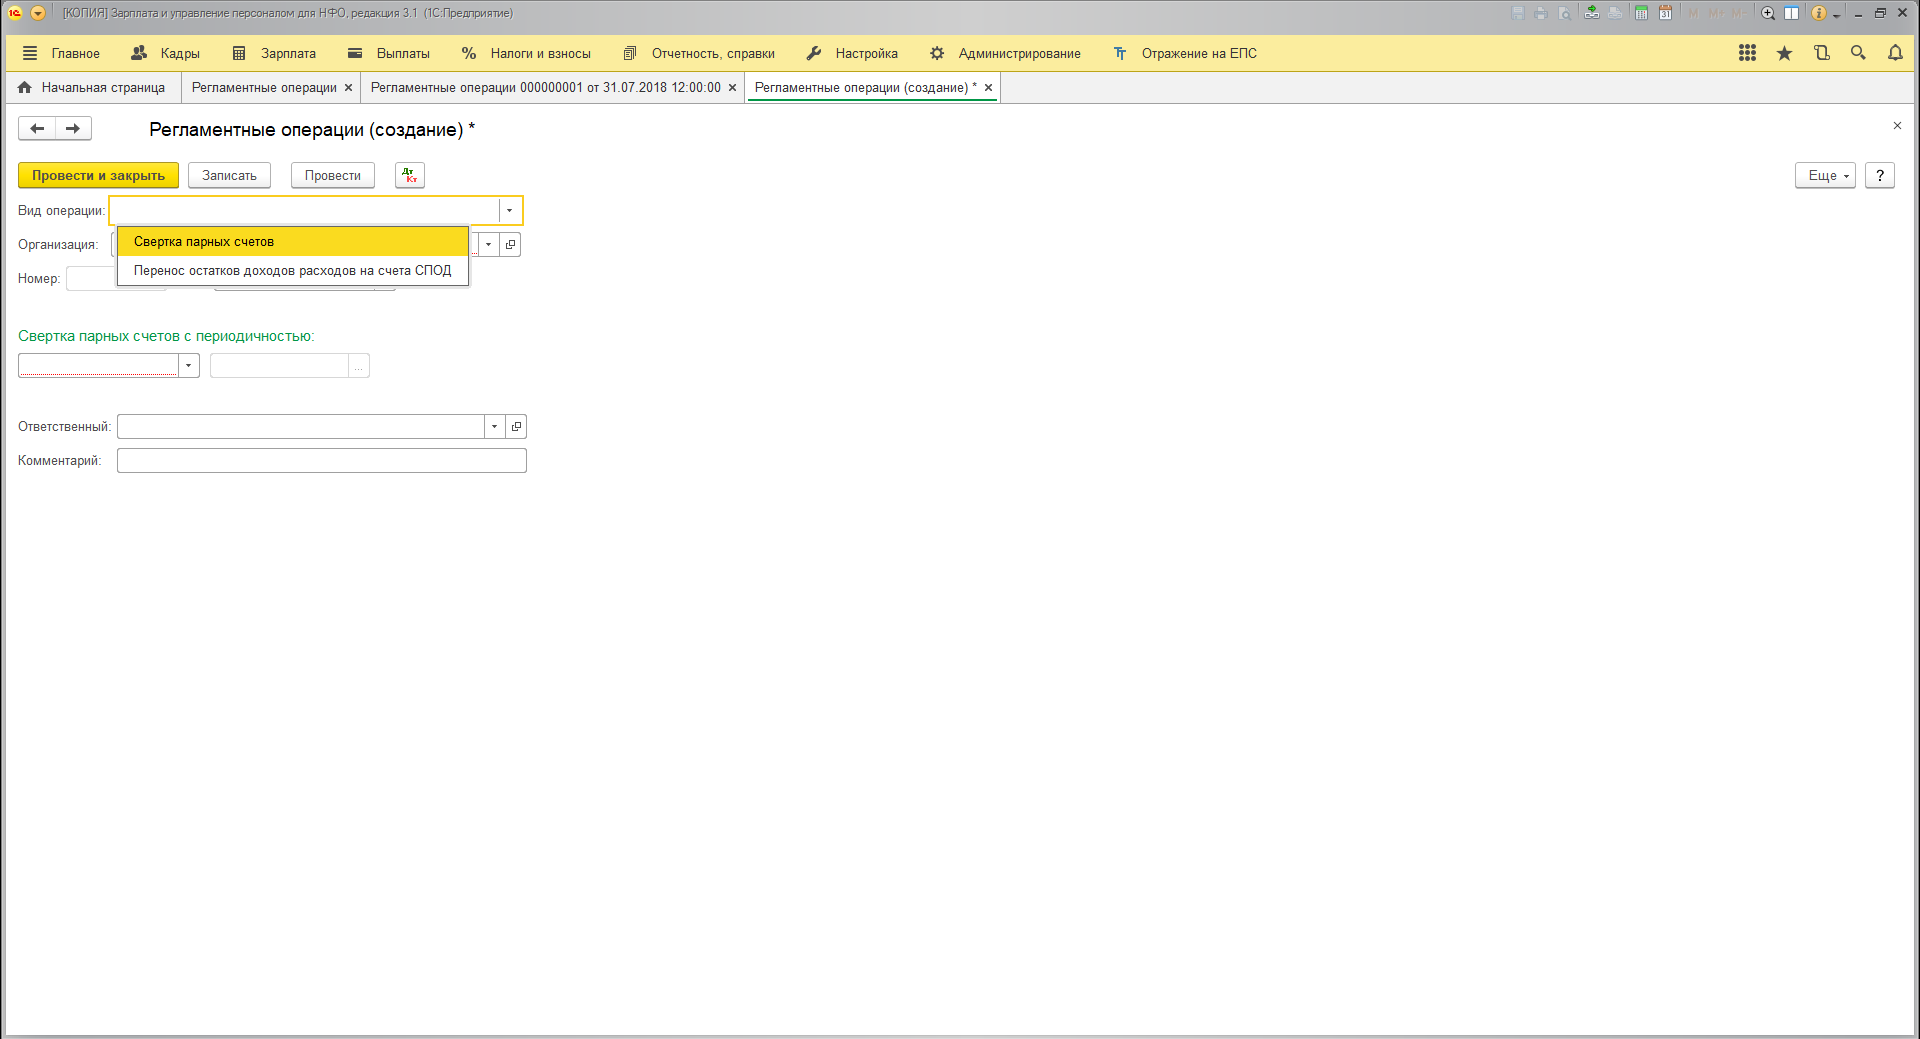 [КОПИЯ] Зарплата и управление персоналом для НФО, редакция 3.1 (1С:Предприятие)
M M+ M-
Главное Кадры Зарплата Выплаты Налоги и взносы Отчетность, справки Настройка Администрирование Отражение на ЕПС
Начальная страница Регламентные операции × Регламентные операции 000000001 от 31.07.2018 12:00:00 × Регламентные операции (создание) * ×
Регламентные операции (создание) *
Провести и закрыть Записать Провести Дт Кт Еще ?
Вид операции:
Организация:
Свертка парных счетов
Перенос остатков доходов расходов на счета СПОД
Номер:
Свертка парных счетов с периодичностью:
...
Ответственный:
Комментарий: